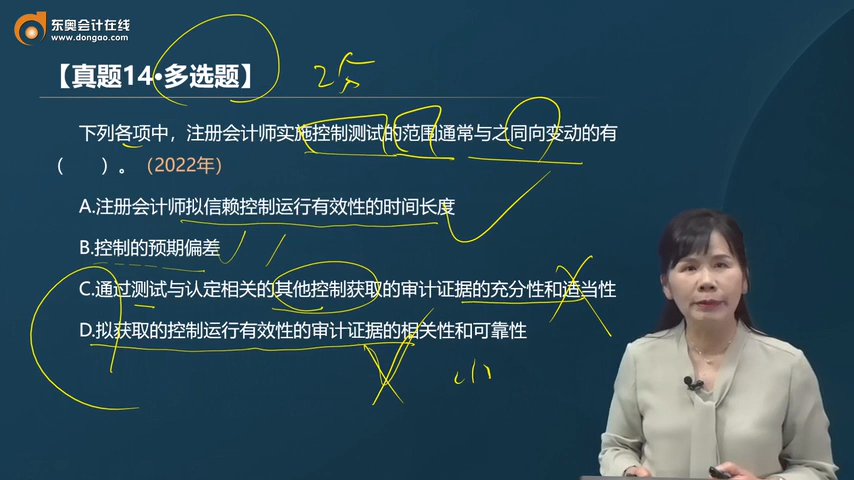 东奥会计在线
www.dongao.com
【真题14·多选题】
2分
下列各项中，注册会计师实施控制测试的范围通常与之同向变动的有
（ ）。（2022年）
A.注册会计师拟信赖控制运行有效性的时间长度
B.控制的预期偏差
C.通过测试与认定相关的其他控制获取的审计证据的充分性和适当性
D.拟获取的控制运行有效性的审计证据的相关性和可靠性